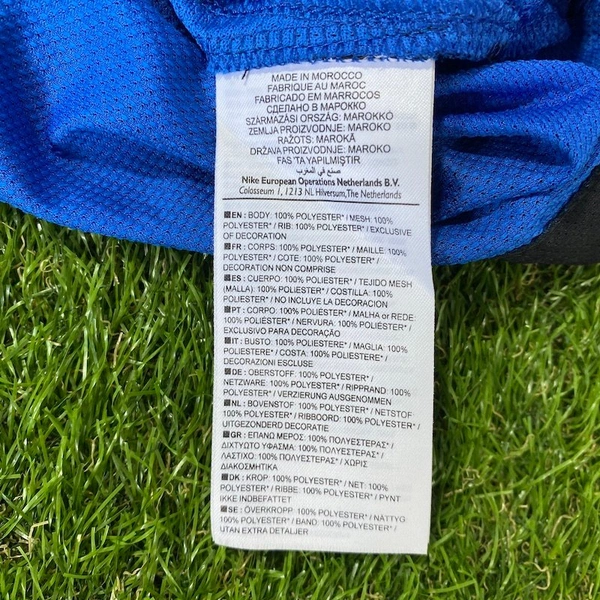 MADE IN MOROCCO
FABRIQUE AU MAROC
FABRICADO EM MARROCOS
СДЕЛАНО В МАРОККО
SZÁRMAZÁSI ORSZÁG: MAROKKÓ
ZEMLJA PROIZVODNJE: MAROKO
RAŽOTS: MAROKĀ
DRŽAVA PROIZVODNJE: MAROKO
FAS 'TA YAPILMIŞTIR
صنع في المغرب
Nike European Operations Netherlands B.V.
Colosseum 1, 1213 NL Hilversum, The Netherlands
EN : BODY: 100% POLYESTER* / MESH: 100%
POLYESTER* / RIB: 100% POLYESTER* / EXCLUSIVE
OF DECORATION
FR : CORPS: 100% POLYESTER* / MAILLE: 100%
POLYESTER* / COTE: 100% POLYESTER* /
DECORATION NON COMPRISE
ES : CUERPO: 100% POLIESTER* / TEJIDO MESH
(MALLA): 100% POLIESTER* / COSTILLA: 100%
POLIESTER* / NO INCLUYE LA DECORACION
PT : CORPO: 100% POLIÉSTER* / MALHA or REDE:
100% POLIÉSTER* / NERVURA: 100% POLIÉSTER* /
EXCLUSIVO PARA DECORAÇÃO
IT : BUSTO: 100% POLIESTERE* / MAGLIA: 100%
POLIESTERE* / COSTA: 100% POLIESTERE* /
DECORAZIONI ESCLUSE
DE : OBERSTOFF: 100% POLYESTER* /
NETZWARE: 100% POLYESTER* / RIPPRAND: 100%
POLYESTER* / VERZIERUNG AUSGENOMMEN
NL : BOVENSTOF: 100% POLYESTER* / NETSTOF:
100% POLYESTER* / RIBBOORD: 100% POLYESTER* /
UITGEZONDERD DECORATIE
GR : ΕΠΑΝΩ ΜΕΡΟΣ: 100% ΠΟΛΥΕΣΤΕΡΑΣ* /
ΔΙΧΤΥΩΤΟ ΥΦΑΣΜΑ: 100% ΠΟΛΥΕΣΤΕΡΑΣ* /
ΛΑΣΤΙΧΟ: 100% ΠΟΛΥΕΣΤΕΡΑΣ* / ΧΩΡΙΣ
ΔΙΑΚΟΣΜΗΤΙΚΑ
DK : KROP: 100% POLYESTER* / NET: 100%
POLYESTER* / RIBBE: 100% POLYESTER* / PYNT
IKKE INDBEFATTET
SE : ÖVERKROPP: 100% POLYESTER* / NÄTTYG:
100% POLYESTER* / BAND: 100% POLYESTER* /
UTAN EXTRA DETALJER